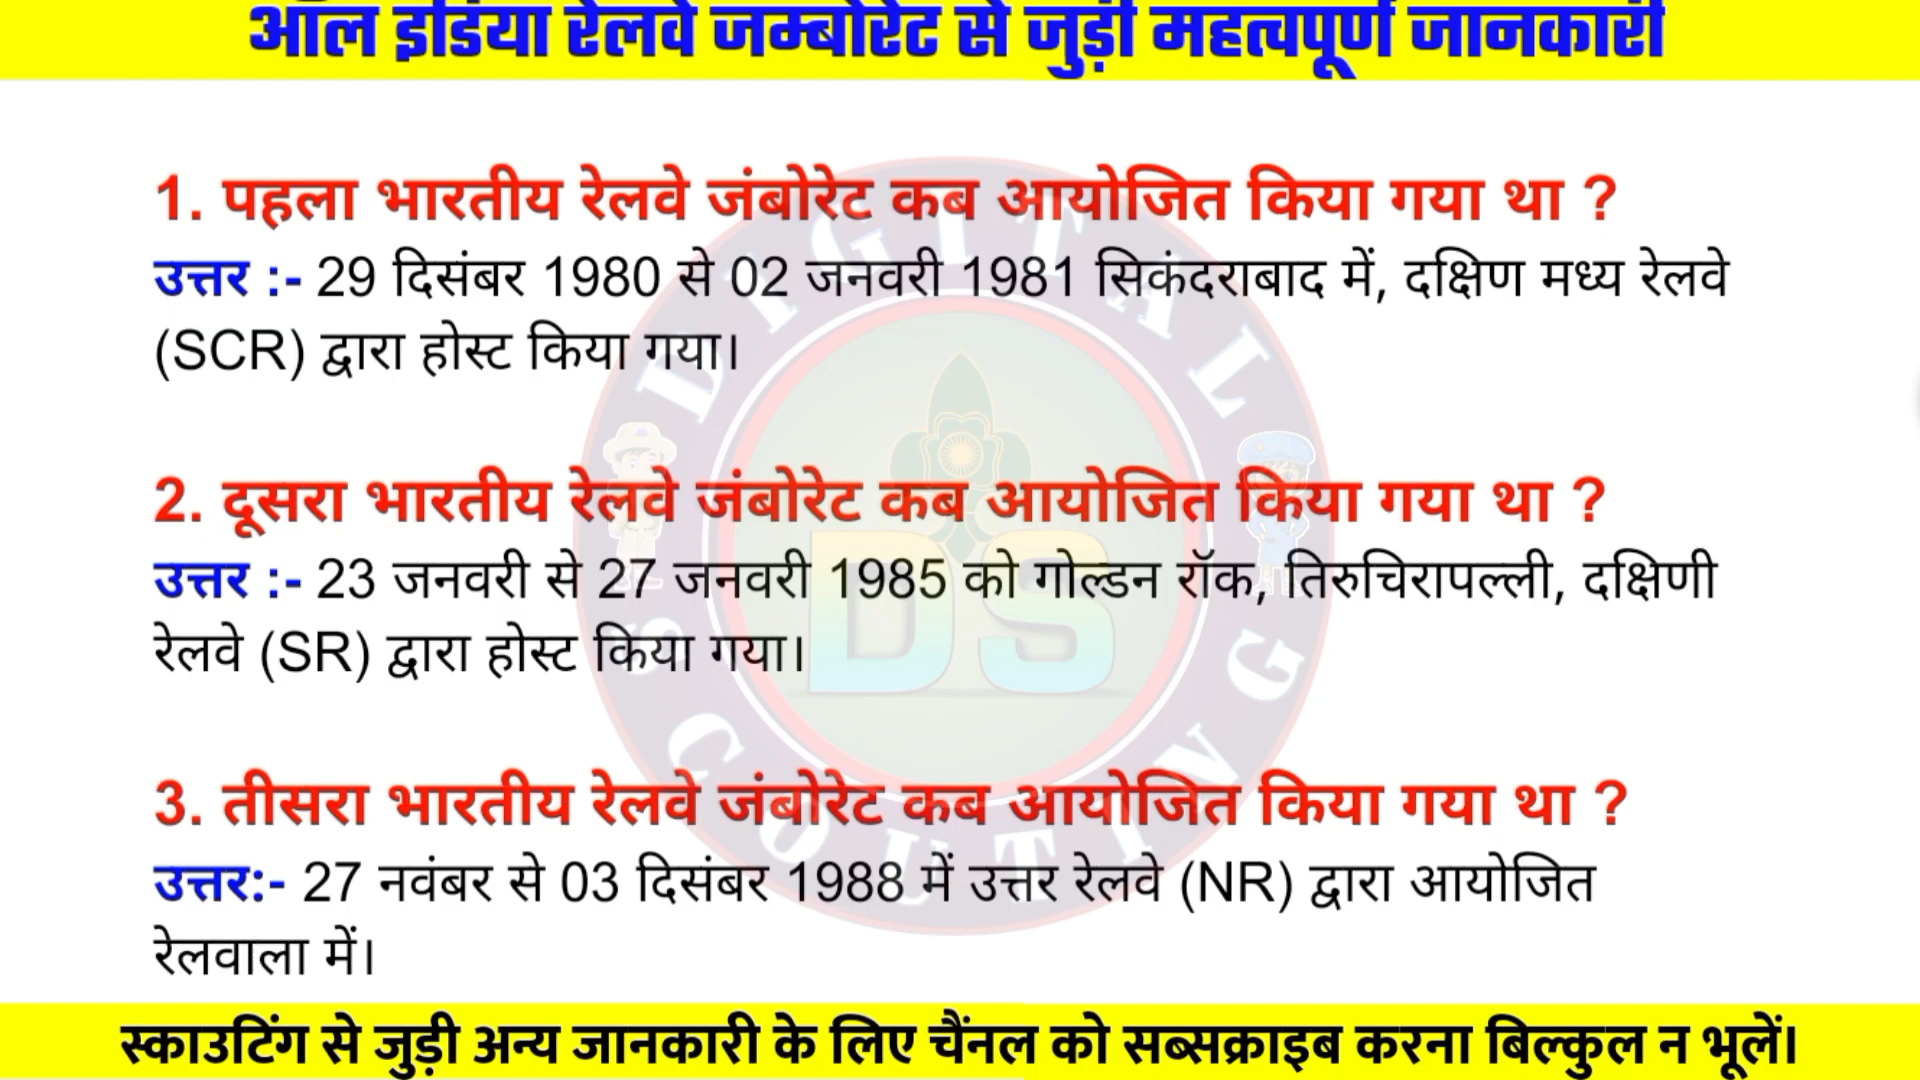 ऑल इंडिया रेलवे जम्बोरेट से जुड़ी महत्वपूर्ण जानकारी
1. पहला भारतीय रेलवे जंबोरेट कब आयोजित किया गया था ?
उत्तर :- 29 दिसंबर 1980 से 02 जनवरी 1981 सिकंदराबाद में, दक्षिण मध्य रेलवे
(SCR) द्वारा होस्ट किया गया।
2. दूसरा भारतीय रेलवे जंबोरेट कब आयोजित किया गया था ?
उत्तर :- 23 जनवरी से 27 जनवरी 1985 को गोल्डन रॉक, तिरुचिरापल्ली, दक्षिणी
रेलवे (SR) द्वारा होस्ट किया गया।
3. तीसरा भारतीय रेलवे जंबोरेट कब आयोजित किया गया था ?
उत्तर:- 27 नवंबर से 03 दिसंबर 1988 में उत्तर रेलवे (NR) द्वारा आयोजित
रेलवाला में।
DIGITAL
DS
SCOUTING
स्काउटिंग से जुड़ी अन्य जानकारी के लिए चैंनल को सब्सक्राइब करना बिल्कुल न भूलें।